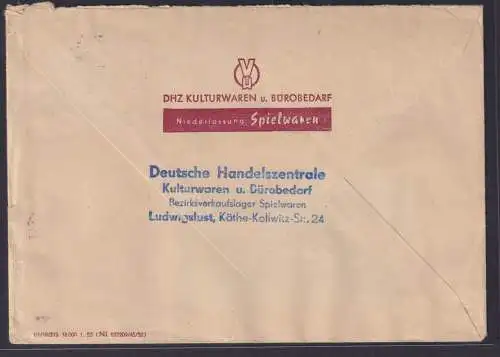 DHZ KULTURWAREN u. BÜROBEDARF
Niederlassung Spielwaren
Deutsche Handelszentrale
Kulturwaren u. Bürobedarf
Bezirksverkaufslager Spielwaren
Ludwigslust, Käthe-Kollwitz-Str. 24